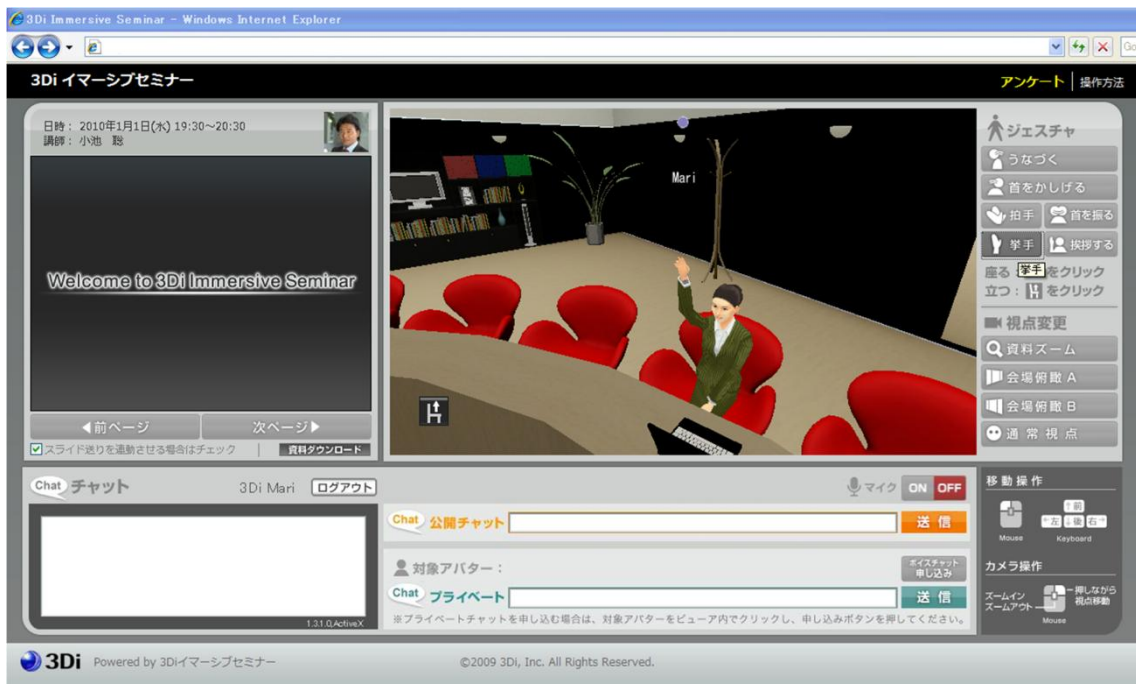 3Di Immersive Seminar - Windows Internet Explorer
Go
3Di イマーシブセミナー
アンケート 操作方法
日時： 2010年1月1日(水) 19:30～20:30
講師： 小池 聡
Welcome to 3Di Immersive Seminar
◀前ページ 次ページ▶
スライド送りを連動させる場合はチェック
資料ダウンロード
Mari
ジェスチャ
うなづく
首をかしげる
拍手 首を振る
挙手 挨拶する
座る
挙手
をクリック
立つ： をクリック
視点変更
資料ズーム
会場俯瞰 A
会場俯瞰 B
通常視点
Chat チャット 3Di Mari ログアウト
1.3.1.0,ActiveX
マイク ON OFF
Chat 公開チャット 送信
対象アバター： ボイスチャット
申し込み
Chat プライベート 送信
※プライベートチャットを申し込む場合は、対象アバターをビューア内でクリックし、申し込みボタンを押してください。
移動操作
↑前
←左 ↓後 右→
Mouse Keyboard
カメラ操作
ズームイン
ズームアウト
押しながら
視点移動
Mouse
3Di Powered by 3Diイマーシブセミナー ©2009 3Di, Inc. All Rights Reserved.